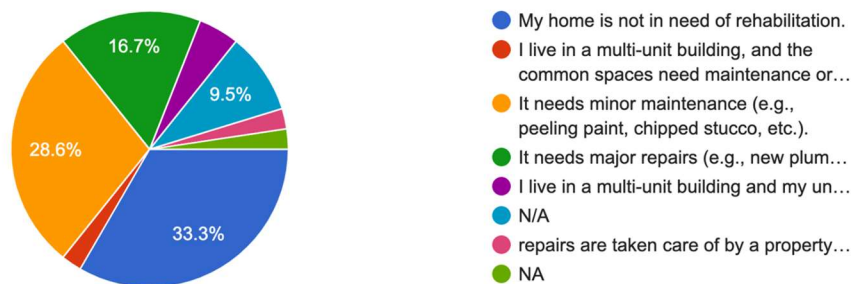 16.7%
9.5%
28.6%
33.3%
My home is not in need of rehabilitation.
I live in a multi-unit building, and the
common spaces need maintenance or…
It needs minor maintenance (e.g.,
peeling paint, chipped stucco, etc.).
It needs major repairs (e.g., new plum…
I live in a multi-unit building and my un…
N/A
repairs are taken care of by a property…
NA